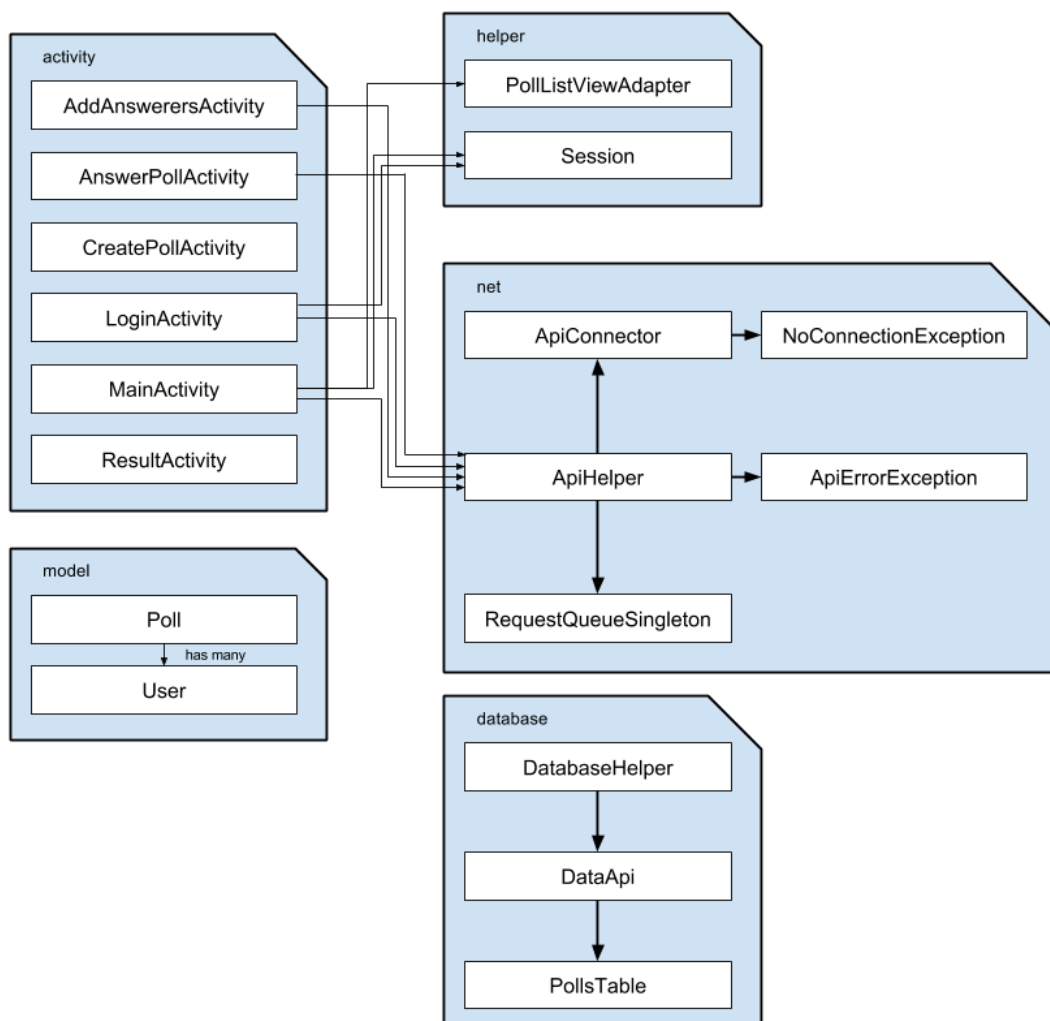 activity
AddAnswerersActivity
AnswerPollActivity
CreatePollActivity
LoginActivity
MainActivity
ResultActivity
model
Poll
has many
User
helper
PollListViewAdapter
Session
net
ApiConnector
NoConnectionException
ApiHelper
ApiErrorException
RequestQueueSingleton
database
DatabaseHelper
DataApi
PollsTable